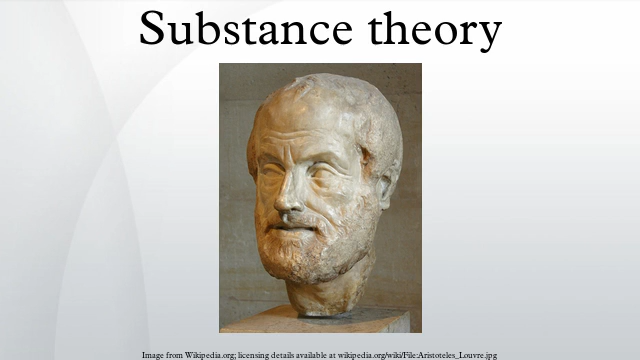 Substance theory
Image from Wikipedia.org; licensing details available at wikipedia.org/wiki/File:Aristoteles_Louvre.jpg